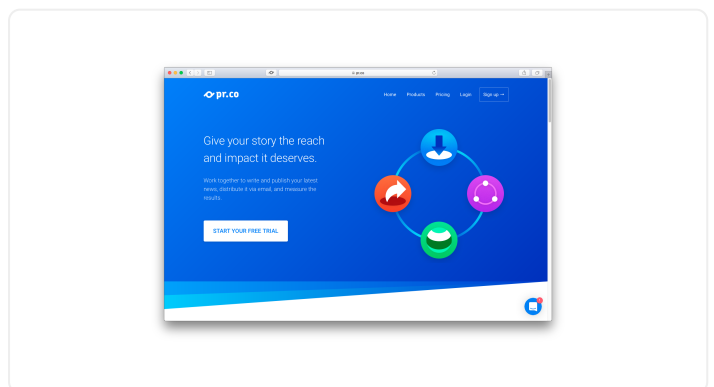 pr.co
pr.co
Home Products Pricing Login Sign up →
Give your story the reach
and impact it deserves.
Work together to write and publish your latest
news, distribute it via email, and measure the
results.
START YOUR FREE TRIAL